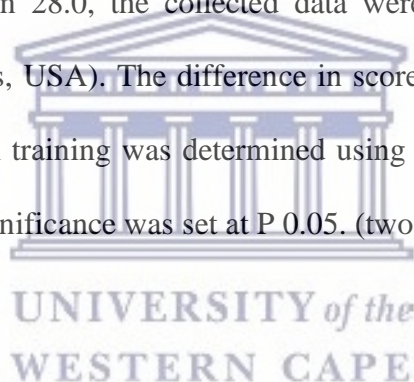 n 28.0, the collected data were
s, USA). The difference in score
training was determined using
nificance was set at P 0.05. (two
UNIVERSITY of the
WESTERN CAPE